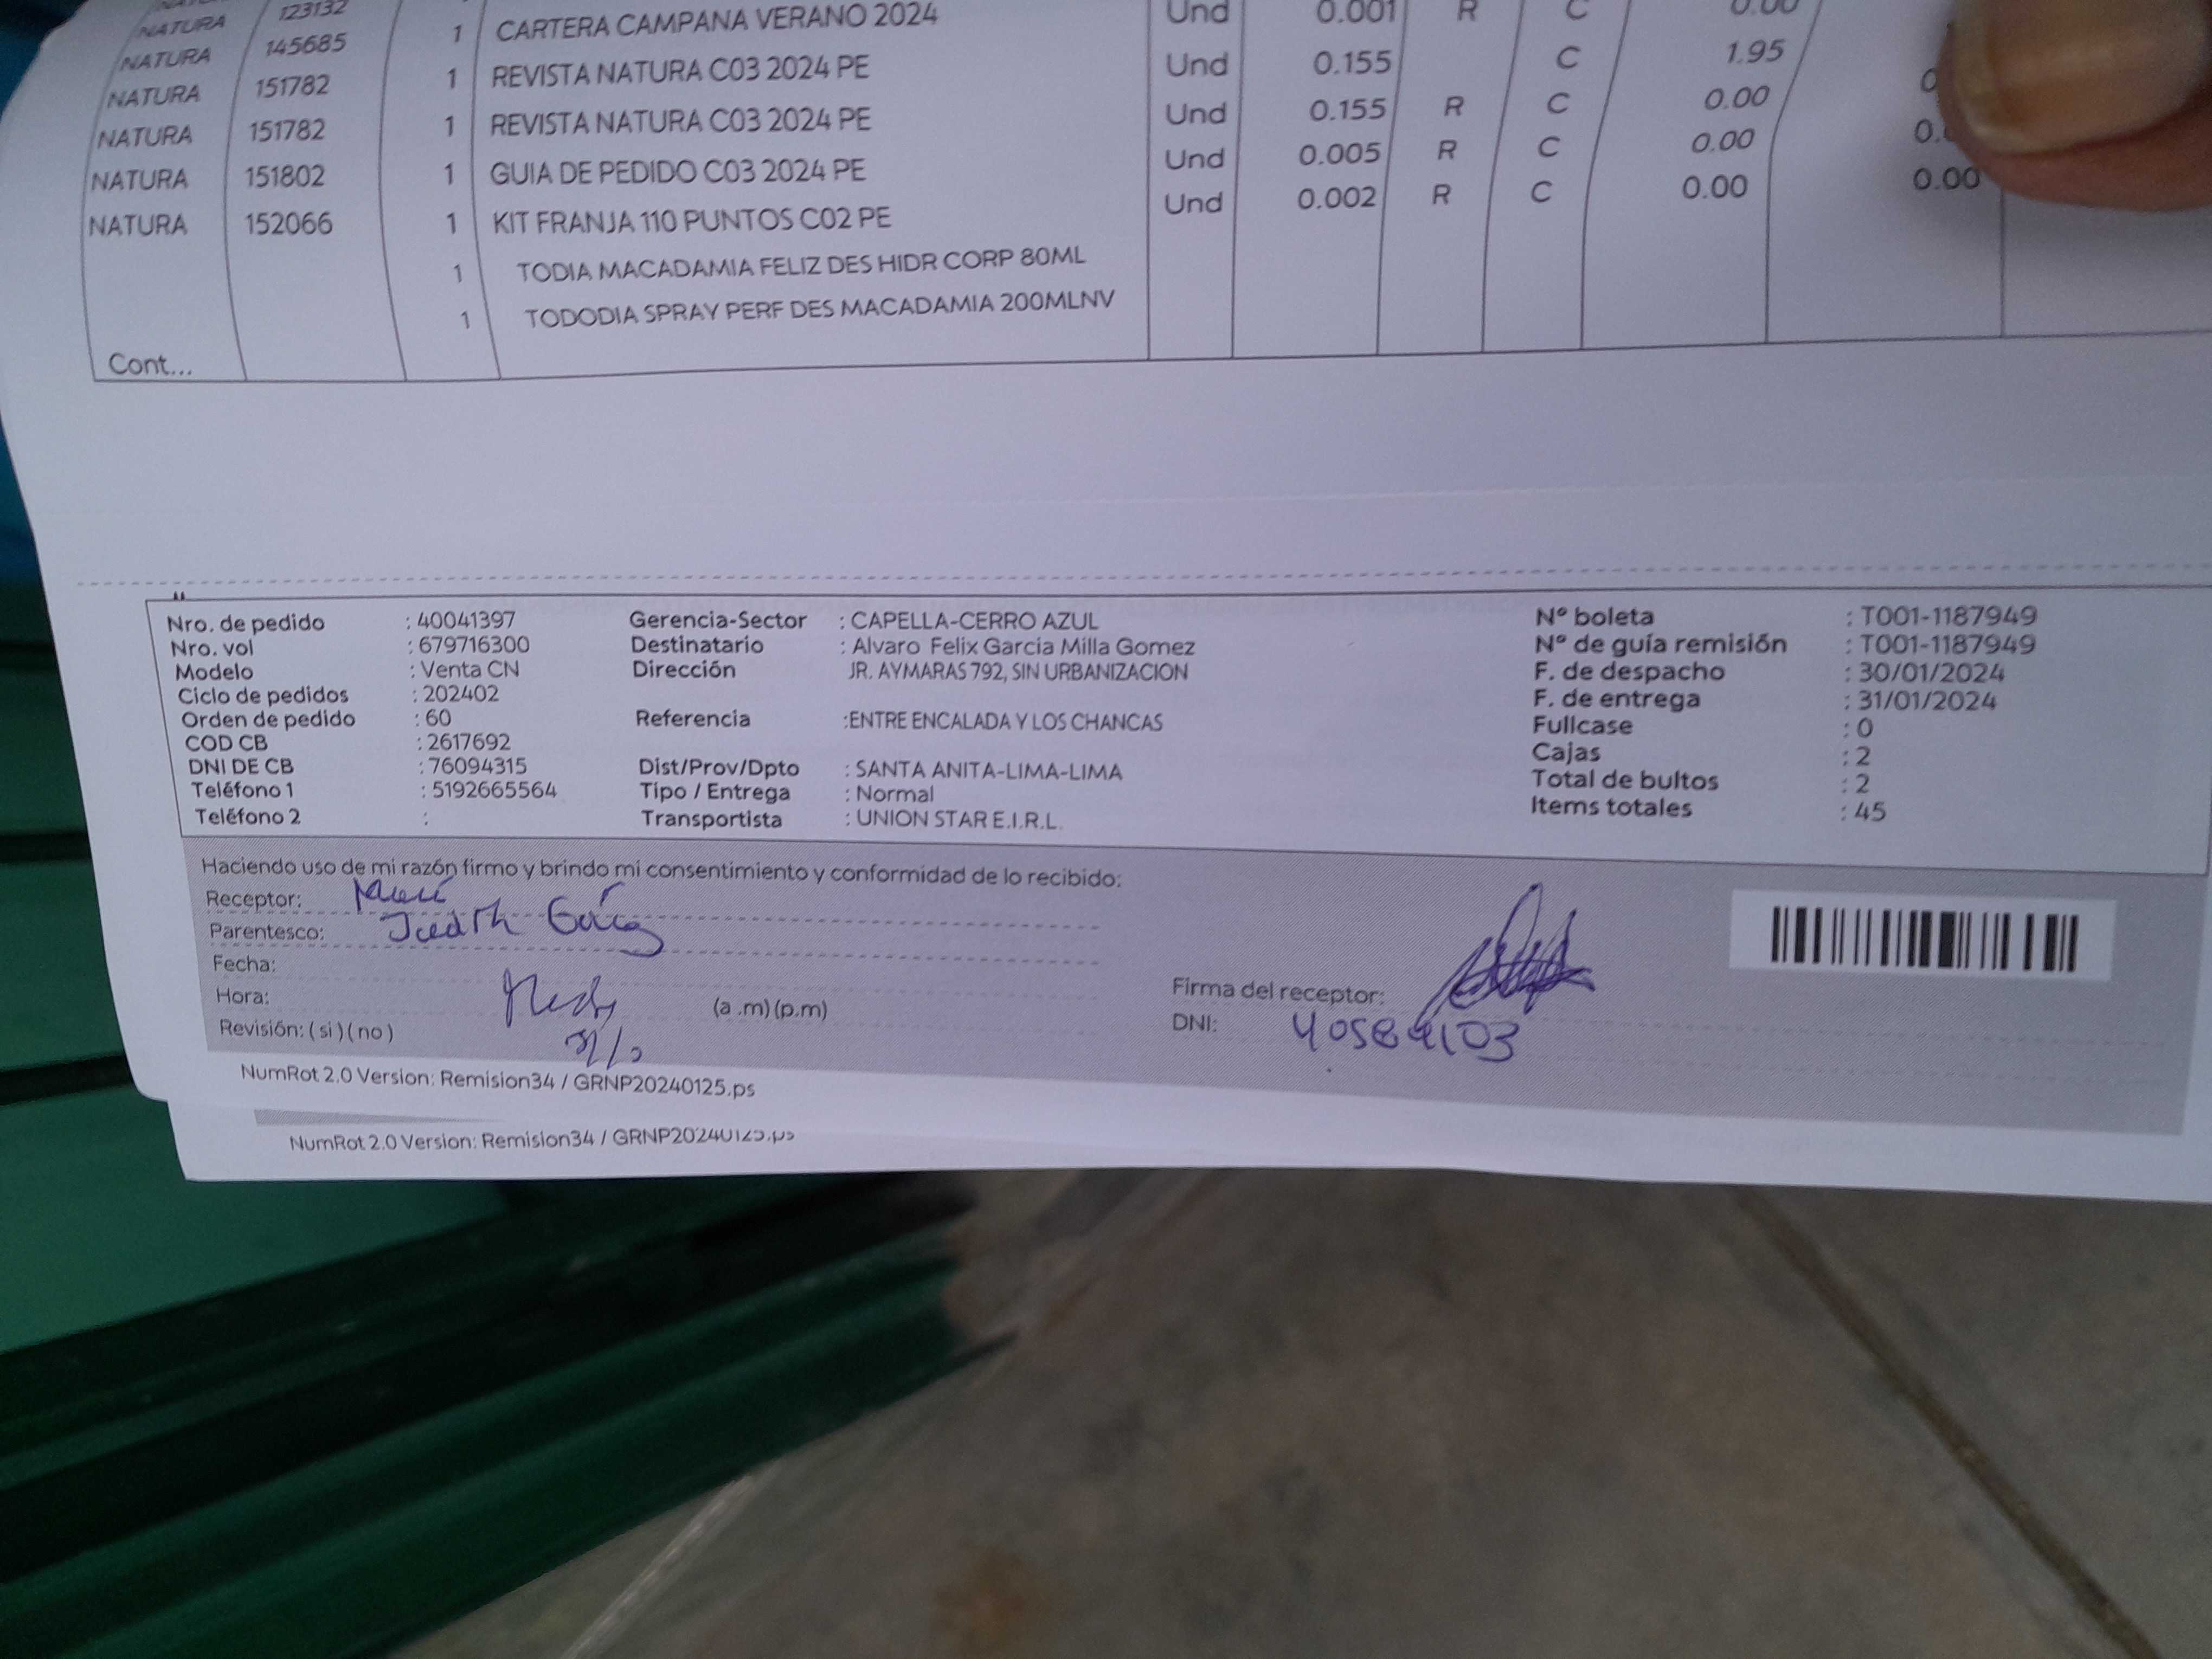 NATURA 123132 1 CARTERA CAMPANA VERANO 2024 Und 0.001 R C 0.00
NATURA 145685 1 REVISTA NATURA C03 2024 PE Und 0.155 C 1.95
NATURA 151782 1 REVISTA NATURA C03 2024 PE Und 0.155 R C 0.00
NATURA 151782 1 GUIA DE PEDIDO C03 2024 PE Und 0.005 R C 0.00
NATURA 151802 1 KIT FRANJA 110 PUNTOS C02 PE Und 0.002 R C 0.00 0.00
NATURA 152066
1 TODIA MACADAMIA FELIZ DES HIDR CORP 80ML
1 TODODIA SPRAY PERF DES MACADAMIA 200MLNV
Cont...
Nro. de pedido : 40041397 Gerencia-Sector : CAPELLA-CERRO AZUL Nº boleta : T001-1187949
Nro. vol : 679716300 Destinatario : Alvaro Felix Garcia Milla Gomez Nº de guía remisión : T001-1187949
Modelo : Venta CN Dirección JR. AYMARAS 792, SIN URBANIZACION F. de despacho : 30/01/2024
Ciclo de pedidos : 202402 F. de entrega : 31/01/2024
Orden de pedido : 60 Referencia :ENTRE ENCALADA Y LOS CHANCAS Fullcase : 0
COD CB : 2617692 Cajas : 2
DNI DE CB : 76094315 Dist/Prov/Dpto : SANTA ANITA-LIMA-LIMA Total de bultos : 2
Teléfono 1 : 5192665564 Tipo / Entrega : Normal Items totales : 45
Teléfono 2 : Transportista : UNION STAR E.I.R.L.
Haciendo uso de mi razón firmo y brindo mi consentimiento y conformidad de lo recibido:
Receptor:
Parentesco: Judith
Fecha:
Hora: (a .m) (p.m) Firma del receptor:
Revisión: ( si ) ( no ) DNI: 40584103
NumRot 2.0 Version: Remision34 / GRNP20240125.ps
NumRot 2.0 Version: Remision34 / GRNP20240125.ps